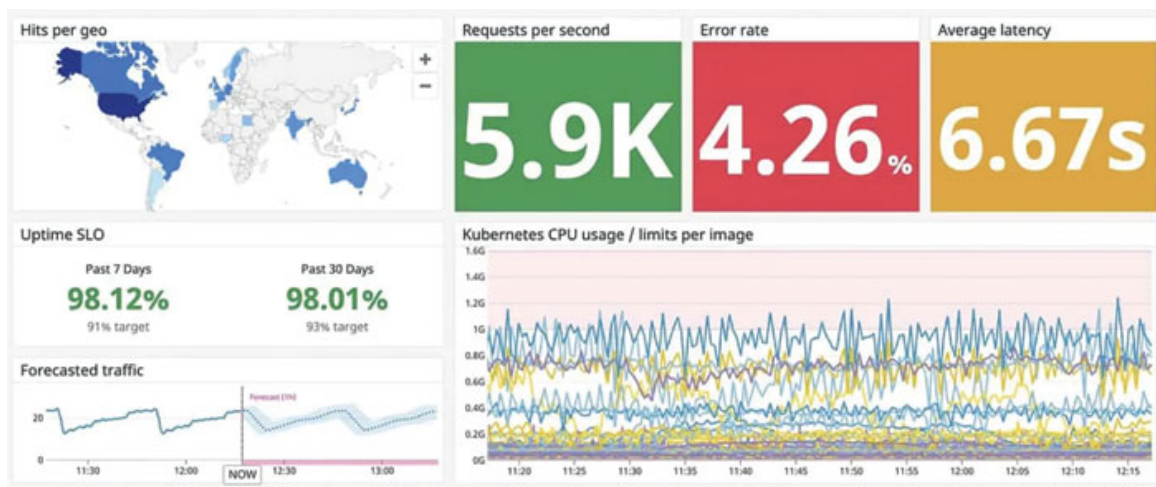 Hits per geo
+
−
Requests per second
5.9K
Error rate
4.26%
Average latency
6.67s
Uptime SLO
Past 7 Days
98.12%
91% target
Past 30 Days
98.01%
93% target
Forecasted traffic
Forecast (1h)
20
0
11:30 12:00 12:30 13:00
NOW
Kubernetes CPU usage / limits per image
1.6G
1.4G
1.2G
1G
0.8G
0.6G
0.4G
0.2G
0G
11:20 11:25 11:30 11:35 11:40 11:45 11:50 11:55 12:00 12:05 12:10 12:15